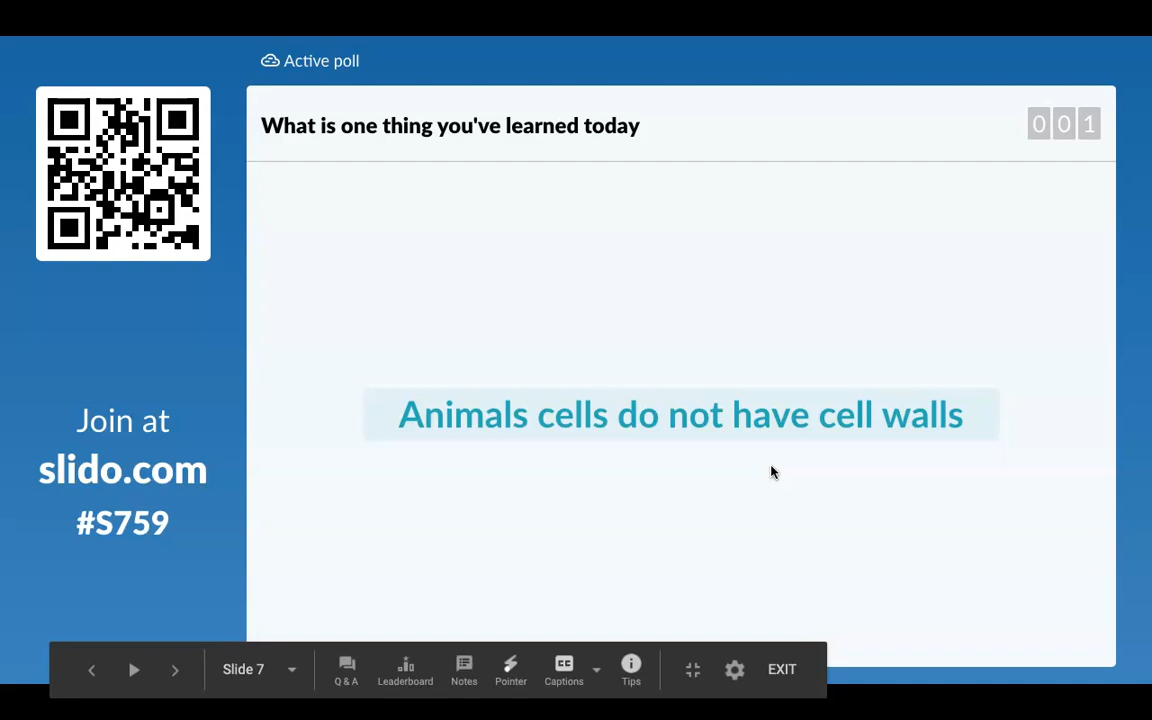 Active poll
What is one thing you've learned today
001
Animals cells do not have cell walls
Join at
slido.com
#S759
Slide 7
Q & A
Leaderboard
Notes
Pointer
CC
Captions
Tips
EXIT